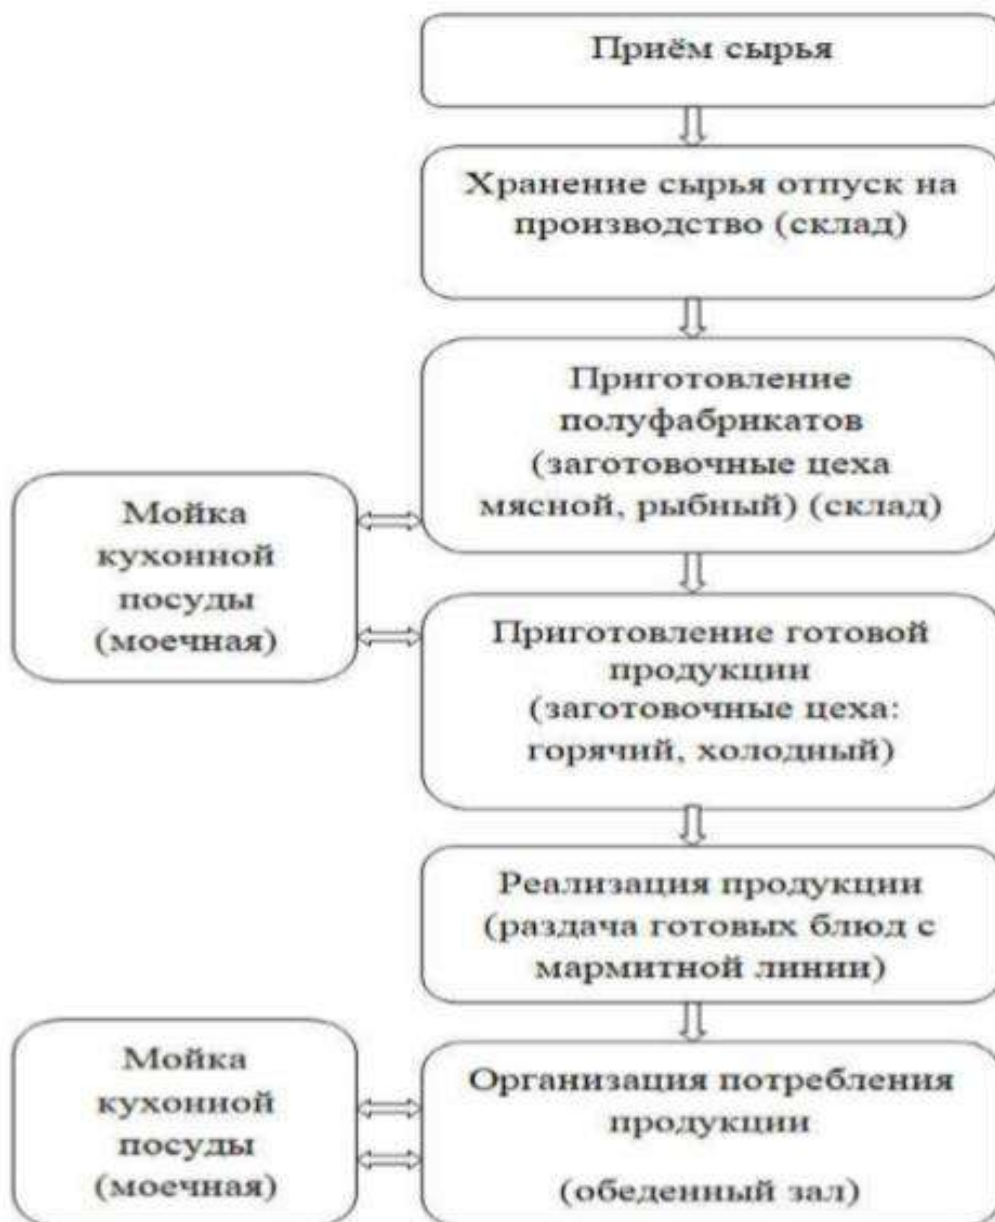 Приём сырья
Хранение сырья отпуск на
производство (склад)
Приготовление
полуфабрикатов
(заготовочные цеха
мясной, рыбный) (склад)
Мойка
кухонной
посуды
(моечная)
Приготовление готовой
продукции
(заготовочные цеха:
горячий, холодный)
Реализация продукции
(раздача готовых блюд с
мармитной линии)
Мойка
кухонной
посуды
(моечная)
Организация потребления
продукции
(обеденный зал)